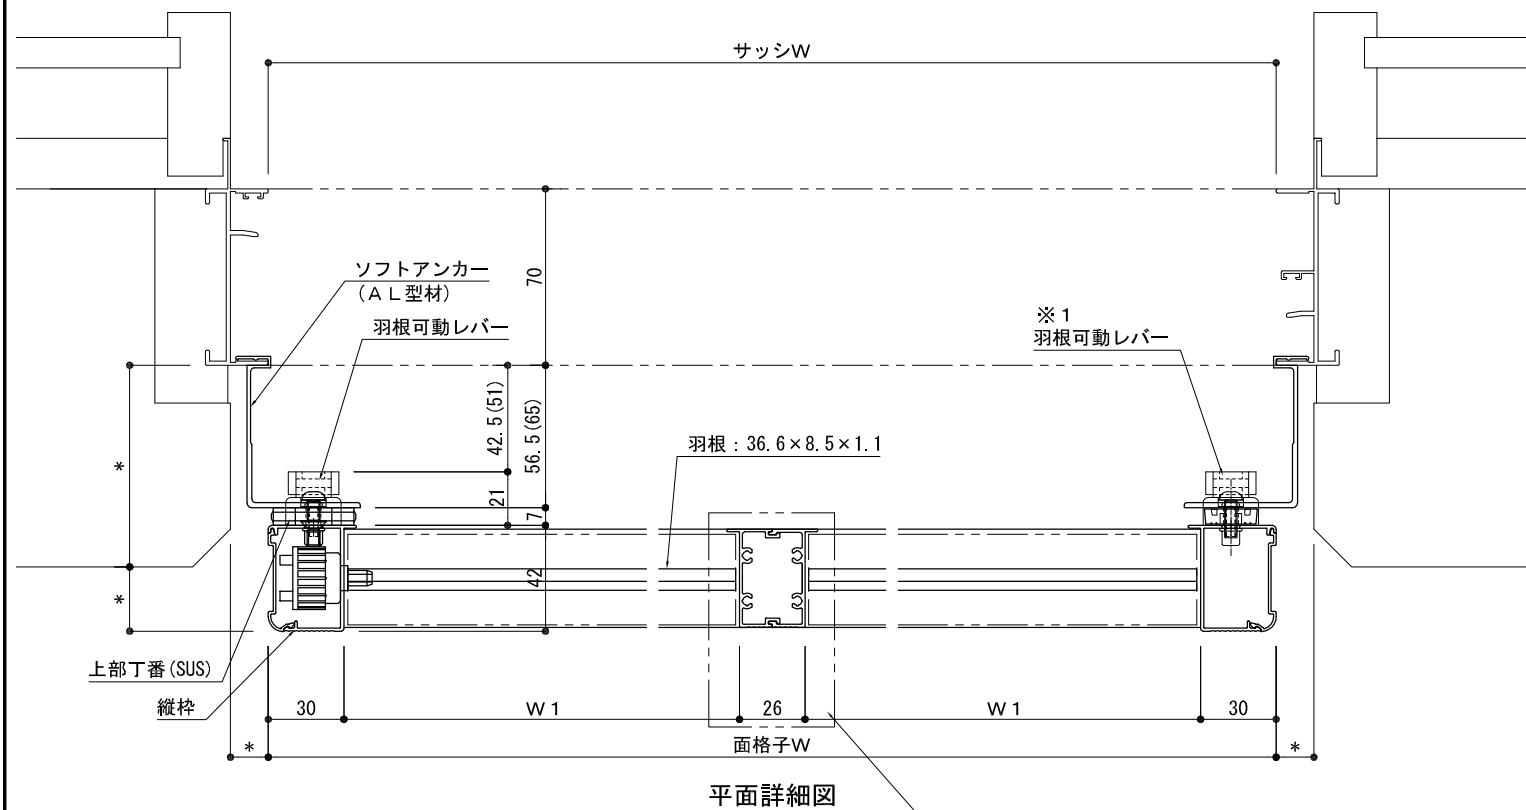 サッシW
70
ソフトアンカー
(AL型材)
羽根可動レバー
※1
羽根可動レバー
42.5(51)
56.5(65)
羽根：36.6×8.5×1.1
*
21
7
42
*
上部丁番(SUS)
縦枠
30
W1
26
W1
30
*
面格子W
*
平面詳細図